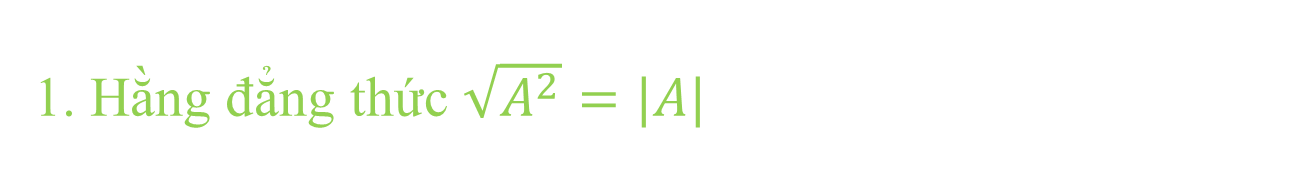 1. Hằng đẳng thức √A² = |A|